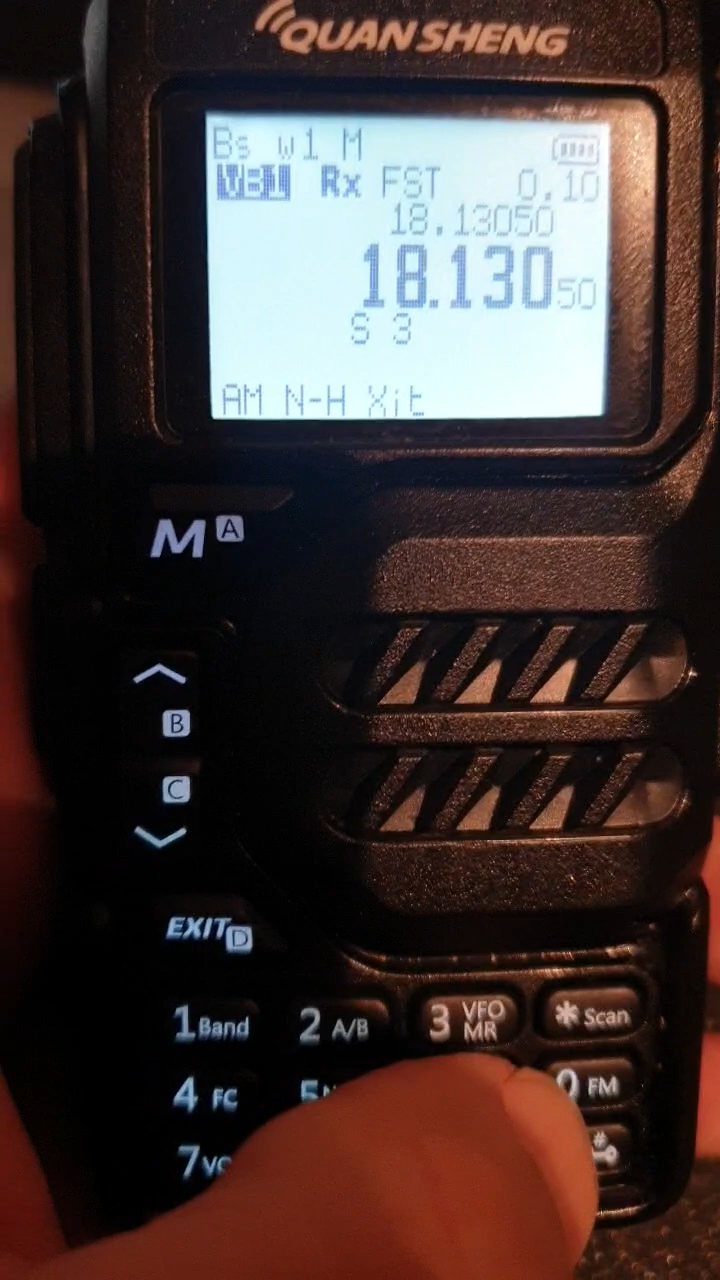 QUANSHENG
Bs w1 M
Rx FST 0.10
18.13050
18.13050
S 3
AM N-H Xit
M A
B
C
EXIT D
1 Band 2 A/B 3 VFO MR * Scan
4 FC 5 0 FM
7 #